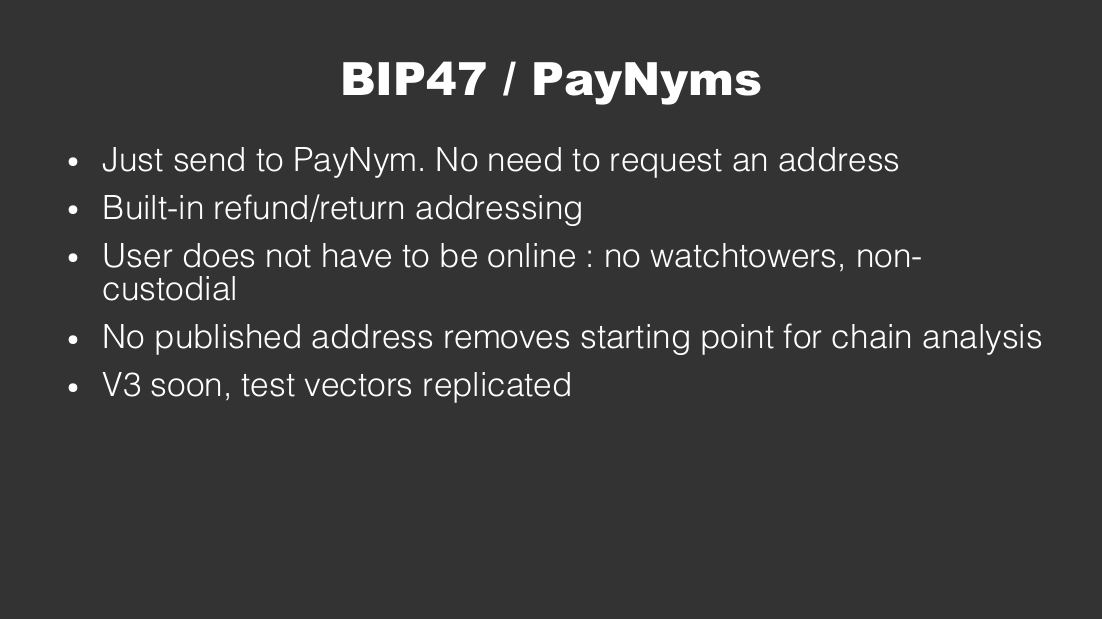 BIP47 / PayNyms
• Just send to PayNym. No need to request an address
• Built-in refund/return addressing
• User does not have to be online : no watchtowers, non-
custodial
• No published address removes starting point for chain analysis
• V3 soon, test vectors replicated